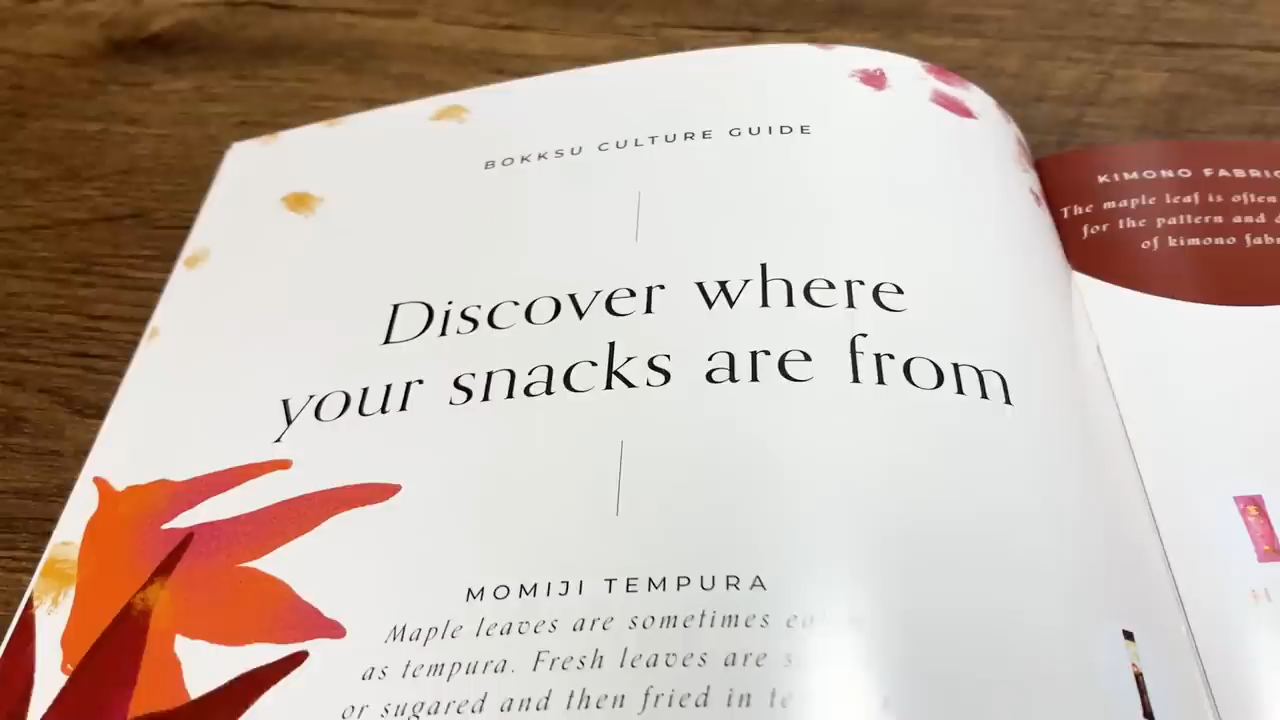 BOKKSU CULTURE GUIDE
Discover where
your snacks are from
MOMIJI TEMPURA
Maple leaves are sometimes
as tempura. Fresh leaves are
or sugared and then fried in
KIMONO FABRIC
The maple leaf is often
for the pattern and
of kimono